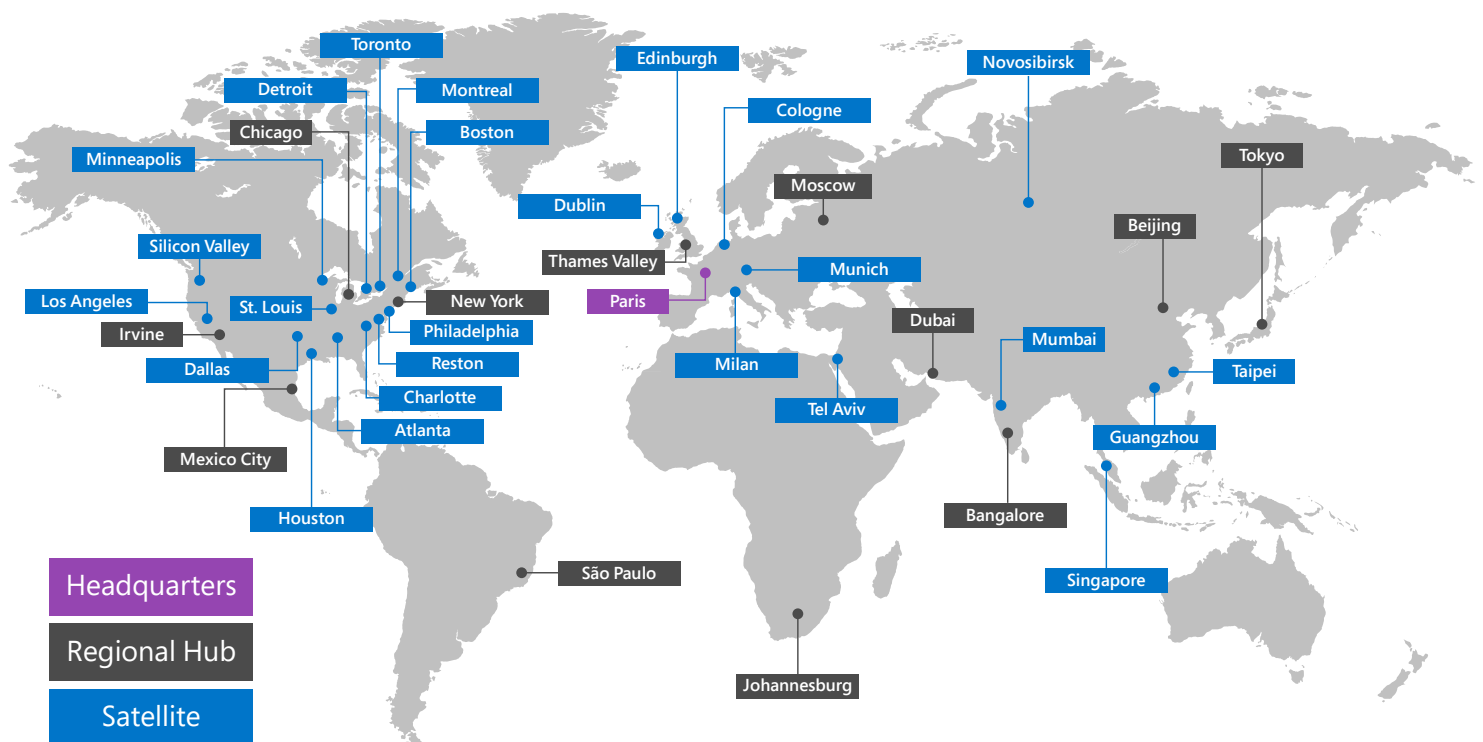 Toronto
Edinburgh
Novosibirsk
Detroit
Montreal
Cologne
Chicago
Boston
Minneapolis
Tokyo
Moscow
Dublin
Beijing
Silicon Valley
Thames Valley
Munich
Los Angeles
St. Louis
New York
Paris
Irvine
Philadelphia
Dubai
Mumbai
Dallas
Reston
Milan
Taipei
Charlotte
Tel Aviv
Atlanta
Guangzhou
Mexico City
Houston
Bangalore
São Paulo
Singapore
Headquarters
Regional Hub
Johannesburg
Satellite